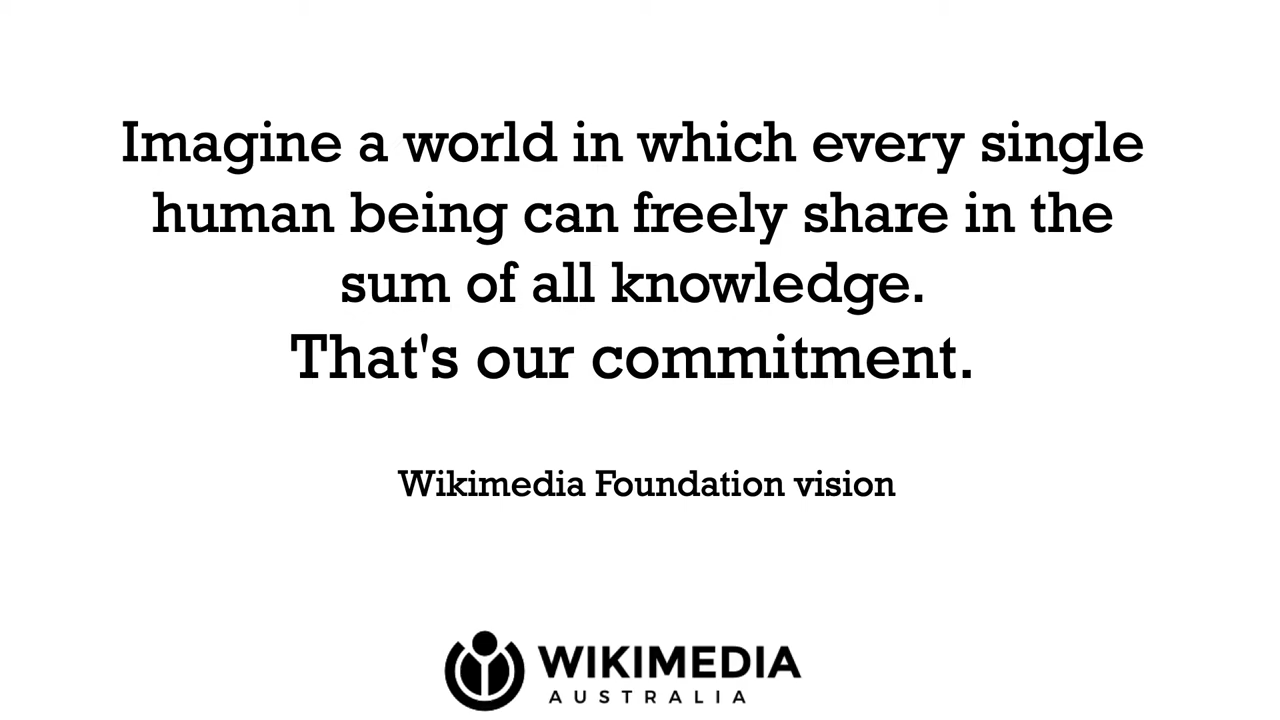 Imagine a world in which every single
human being can freely share in the
sum of all knowledge.
That's our commitment.
Wikimedia Foundation vision
WIKIMEDIA
AUSTRALIA